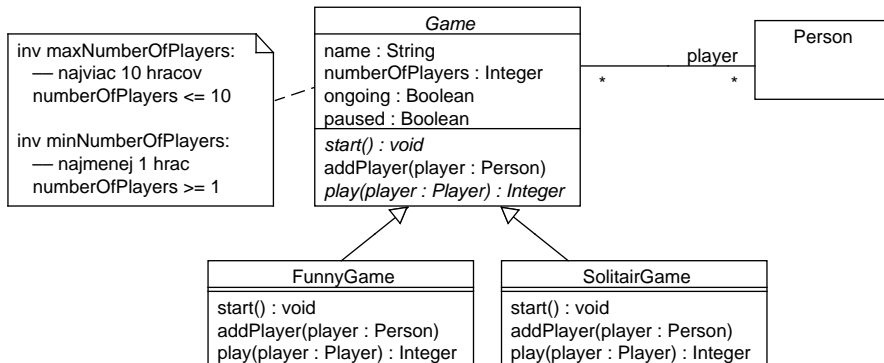 inv maxNumberOfPlayers:
— najviac 10 hracov
numberOfPlayers <= 10
inv minNumberOfPlayers:
— najmenej 1 hrac
numberOfPlayers >= 1
Game
name : String
numberOfPlayers : Integer
ongoing : Boolean
paused : Boolean
start() : void
addPlayer(player : Person)
play(player : Player) : Integer
player
*
*
Person
FunnyGame
start() : void
addPlayer(player : Person)
play(player : Player) : Integer
SolitairGame
start() : void
addPlayer(player : Person)
play(player : Player) : Integer